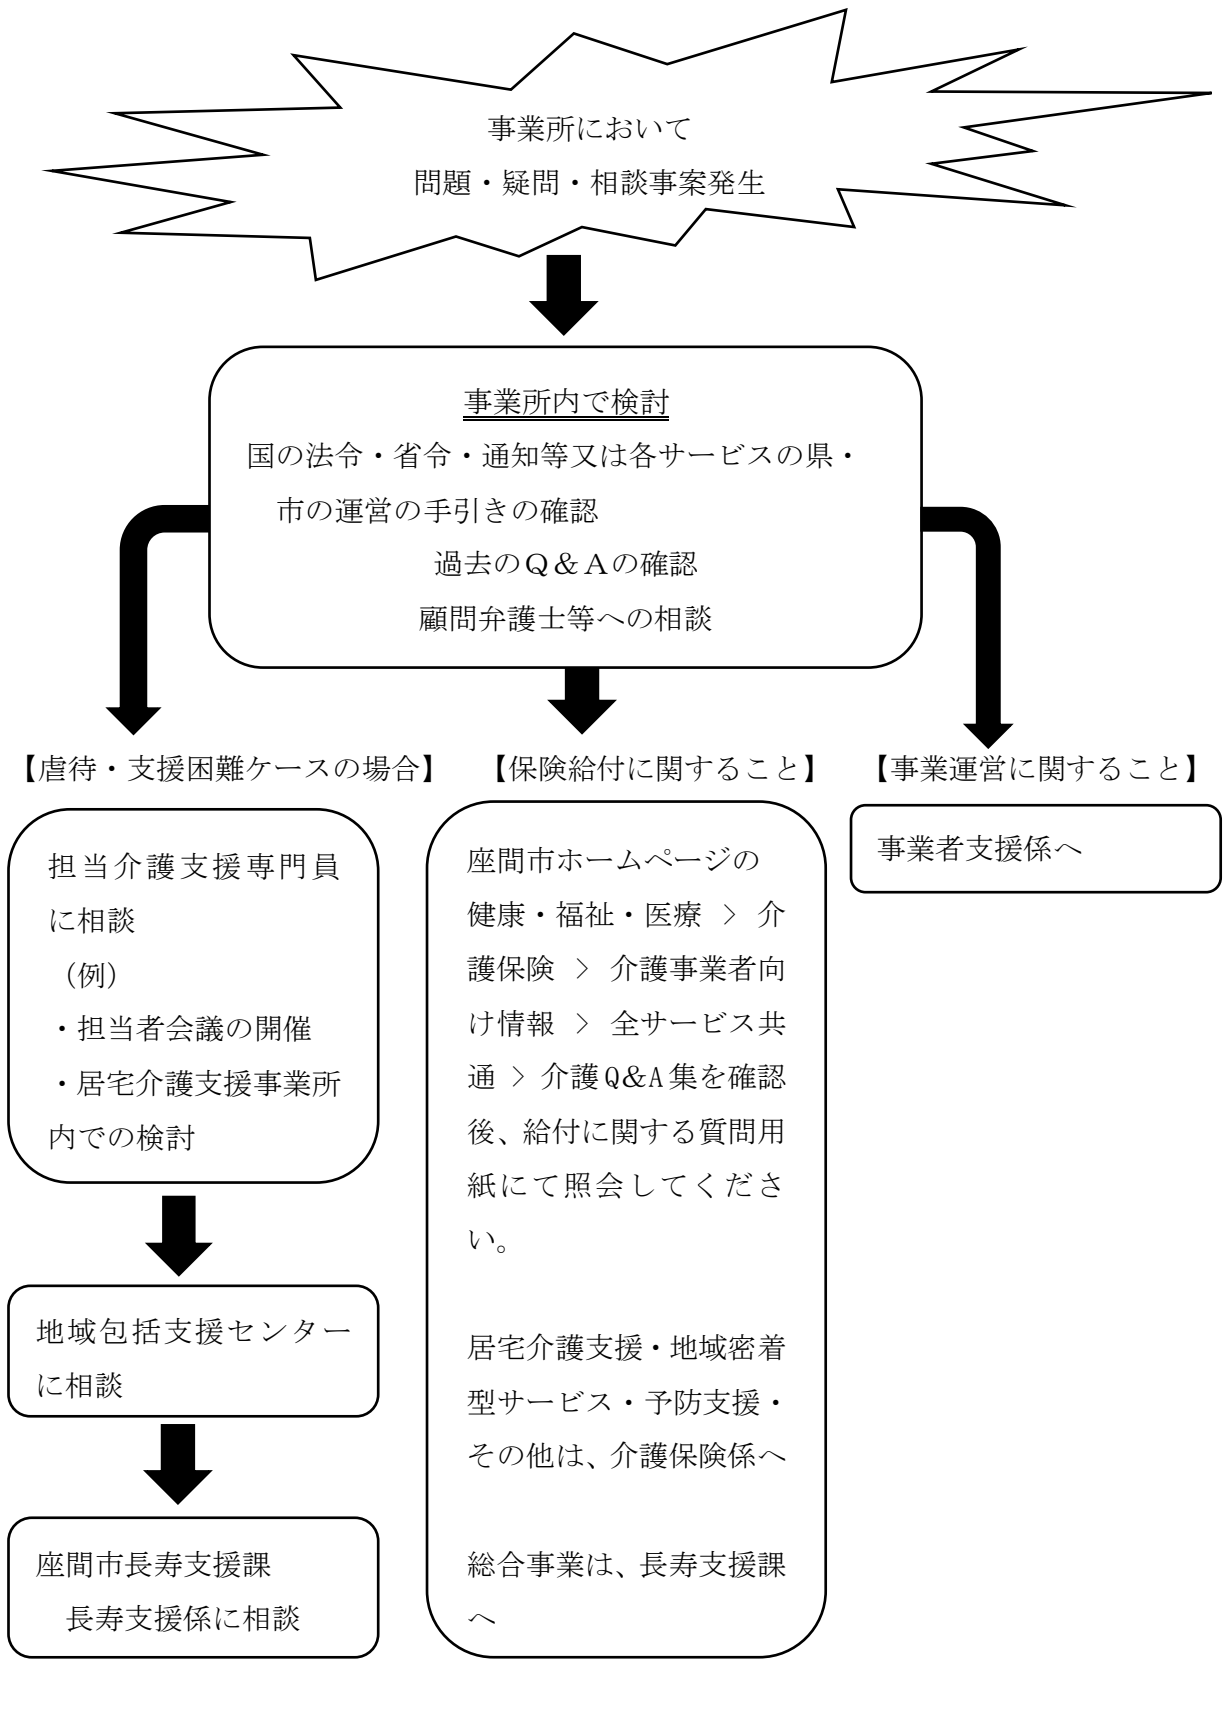 事業所において
問題・疑問・相談事案発生
事業所内で検討
国の法令・省令・通知等又は各サービスの県・
市の運営の手引きの確認
過去のＱ＆Ａの確認
顧問弁護士等への相談
【虐待・支援困難ケースの場合】
担当介護支援専門員
に相談
（例）
・担当者会議の開催
・居宅介護支援事業所
内での検討
地域包括支援センター
に相談
座間市長寿支援課
長寿支援係に相談
【保険給付に関すること】
座間市ホームページの
健康・福祉・医療 > 介
護保険 > 介護事業者向
け情報 > 全サービス共
通 > 介護Q&A集を確認
後、給付に関する質問用
紙にて照会してくださ
い。
居宅介護支援・地域密着
型サービス・予防支援・
その他は、介護保険係へ
総合事業は、長寿支援課
へ
【事業運営に関すること】
事業者支援係へ